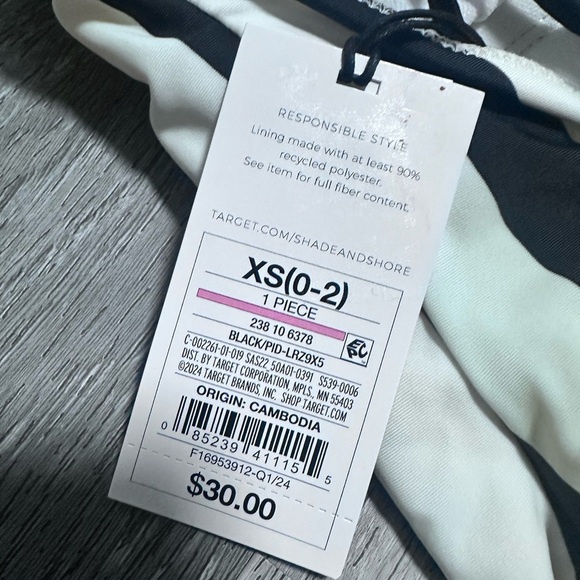 RESPONSIBLE STYLE
Lining made with at least 90%
recycled polyester.
See item for full fiber content.
TARGET.COM/SHADEANDSHORE
XS(0-2)
1 PIECE
238 10 6378
BLACK/PID-LRZ9X5
EPC
C-002261-01-019 SAS22_50A01-0391 S539-0006
DIST. BY TARGET CORPORATION, MPLS, MN 55403
©2024 TARGET BRANDS, INC. SHOP TARGET.COM
ORIGIN: CAMBODIA
0 85239 41115 5
F16953912-Q1/24
$30.00